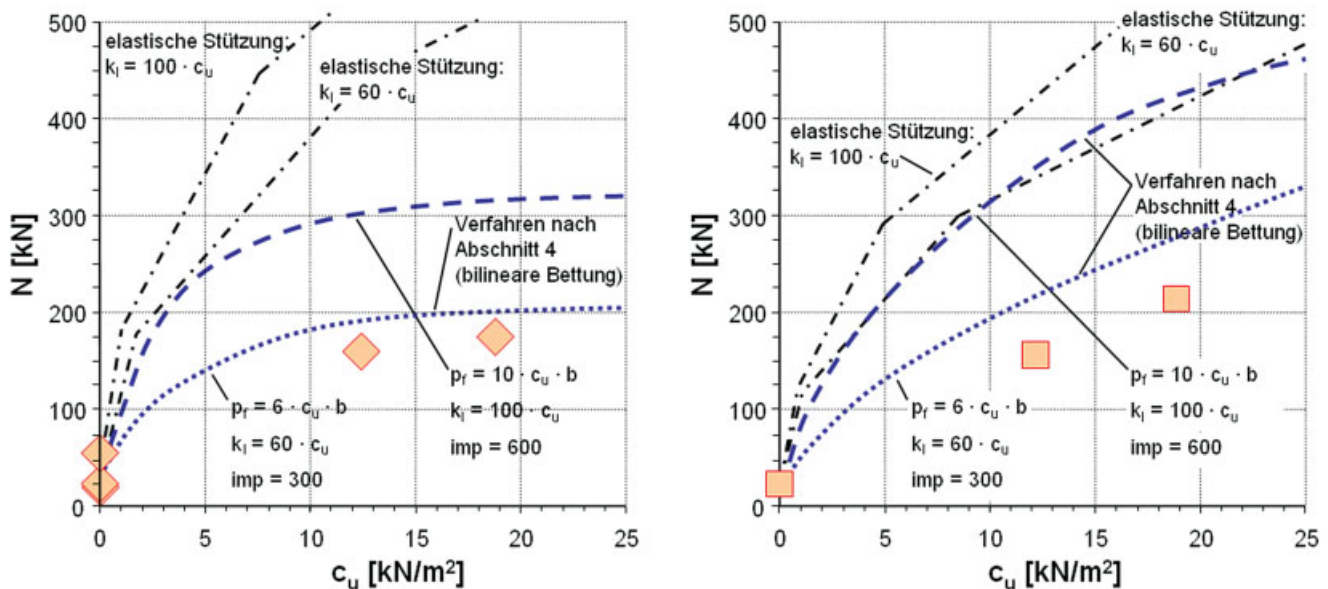 500
400
300
200
100
0
N [kN]
elastische Stützung:
k_l = 100 · c_u
elastische Stützung:
k_l = 60 · c_u
Verfahren nach
Abschnitt 4
(bilineare Bettung)
p_f = 10 · c_u · b
k_l = 100 · c_u
imp = 600
p_f = 6 · c_u · b
k_l = 60 · c_u
imp = 300
0 5 10 15 20 25
c_u [kN/m²]
500
400
300
200
100
0
N [kN]
elastische Stützung:
k_l = 60 · c_u
elastische Stützung:
k_l = 100 · c_u
Verfahren nach
Abschnitt 4
(bilineare Bettung)
p_f = 10 · c_u · b
k_l = 100 · c_u
imp = 600
p_f = 6 · c_u · b
k_l = 60 · c_u
imp = 300
0 5 10 15 20 25
c_u [kN/m²]